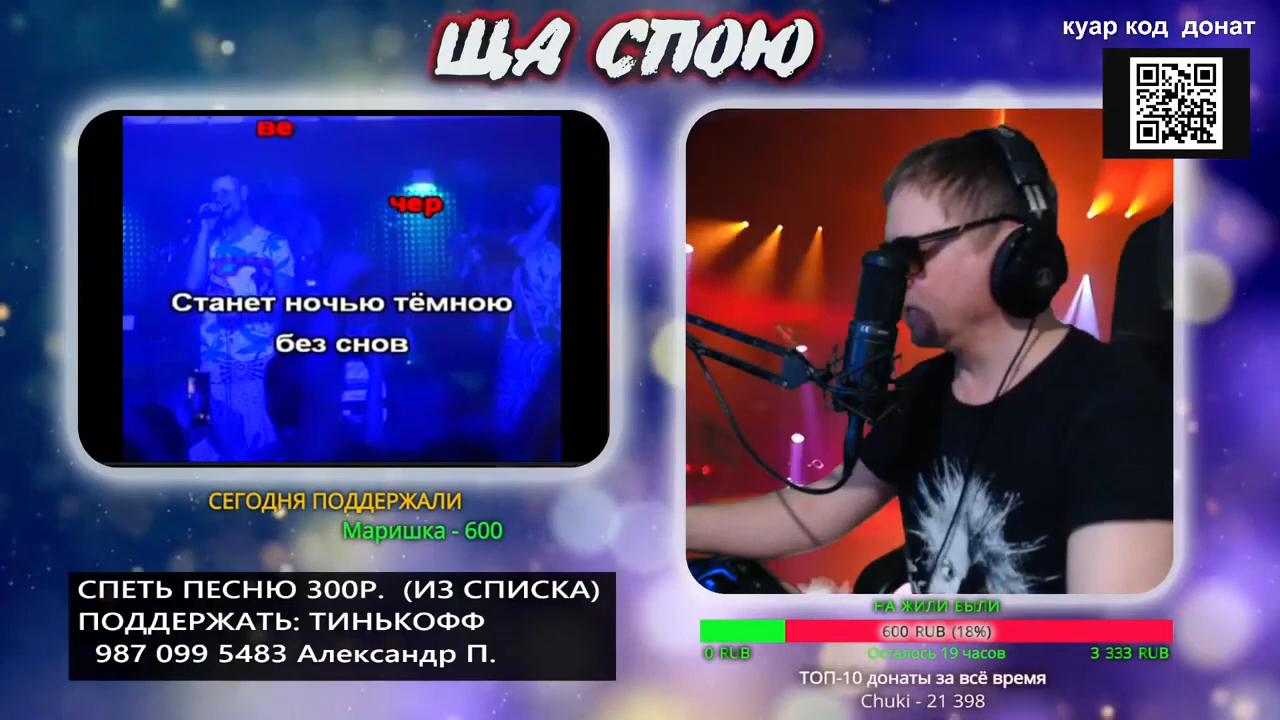 ЩА СПОЮ
куар код донат
ве
чер
Станет ночью тёмною
без снов
СЕГОДНЯ ПОДДЕРЖАЛИ
Маришка - 600
СПЕТЬ ПЕСНЮ 300Р. (ИЗ СПИСКА)
ПОДДЕРЖАТЬ: ТИНЬКОФФ
987 099 5483 Александр П.
НА ЖИЛИ БЫЛИ
600 RUB (18%)
0 RUB
Осталось 19 часов
3 333 RUB
ТОП-10 донаты за всё время
Chuki - 21 398